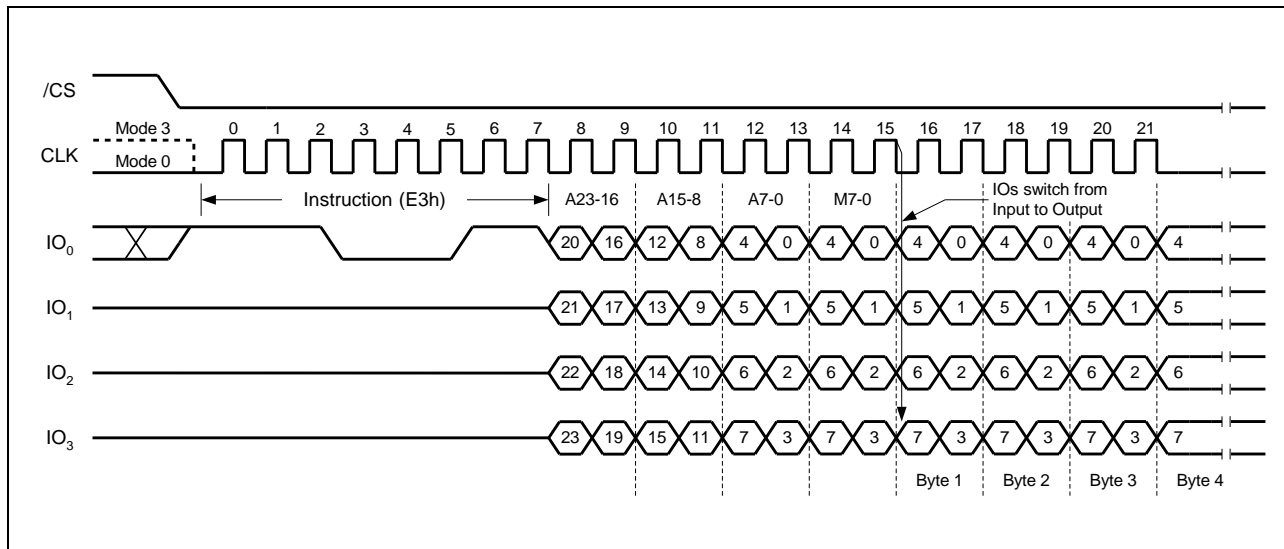 /CS
Mode 3
0 1 2 3 4 5 6 7 8 9 10 11 12 13 14 15 16 17 18 19 20 21
CLK
Mode 0
Instruction (E3h) A23-16 A15-8 A7-0 M7-0
IOs switch from
Input to Output
IO0 20 16 12 8 4 0 4 0 4 0 4 0 4 0 4
IO1 21 17 13 9 5 1 5 1 5 1 5 1 5 1 5
IO2 22 18 14 10 6 2 6 2 6 2 6 2 6 2 6
IO3 23 19 15 11 7 3 7 3 7 3 7 3 7 3 7
Byte 1 Byte 2 Byte 3 Byte 4